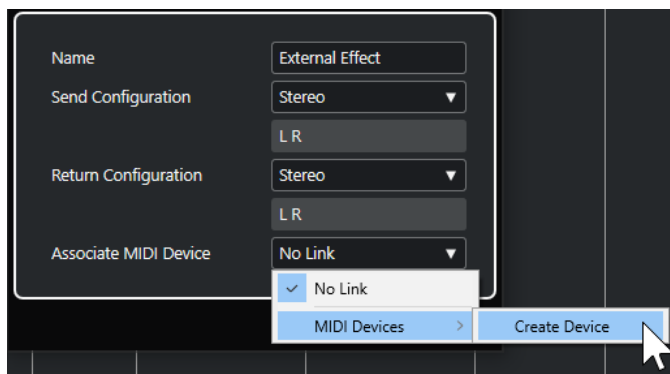 Name External Effect
Send Configuration Stereo
L R
Return Configuration Stereo
L R
Associate MIDI Device No Link
No Link
MIDI Devices Create Device